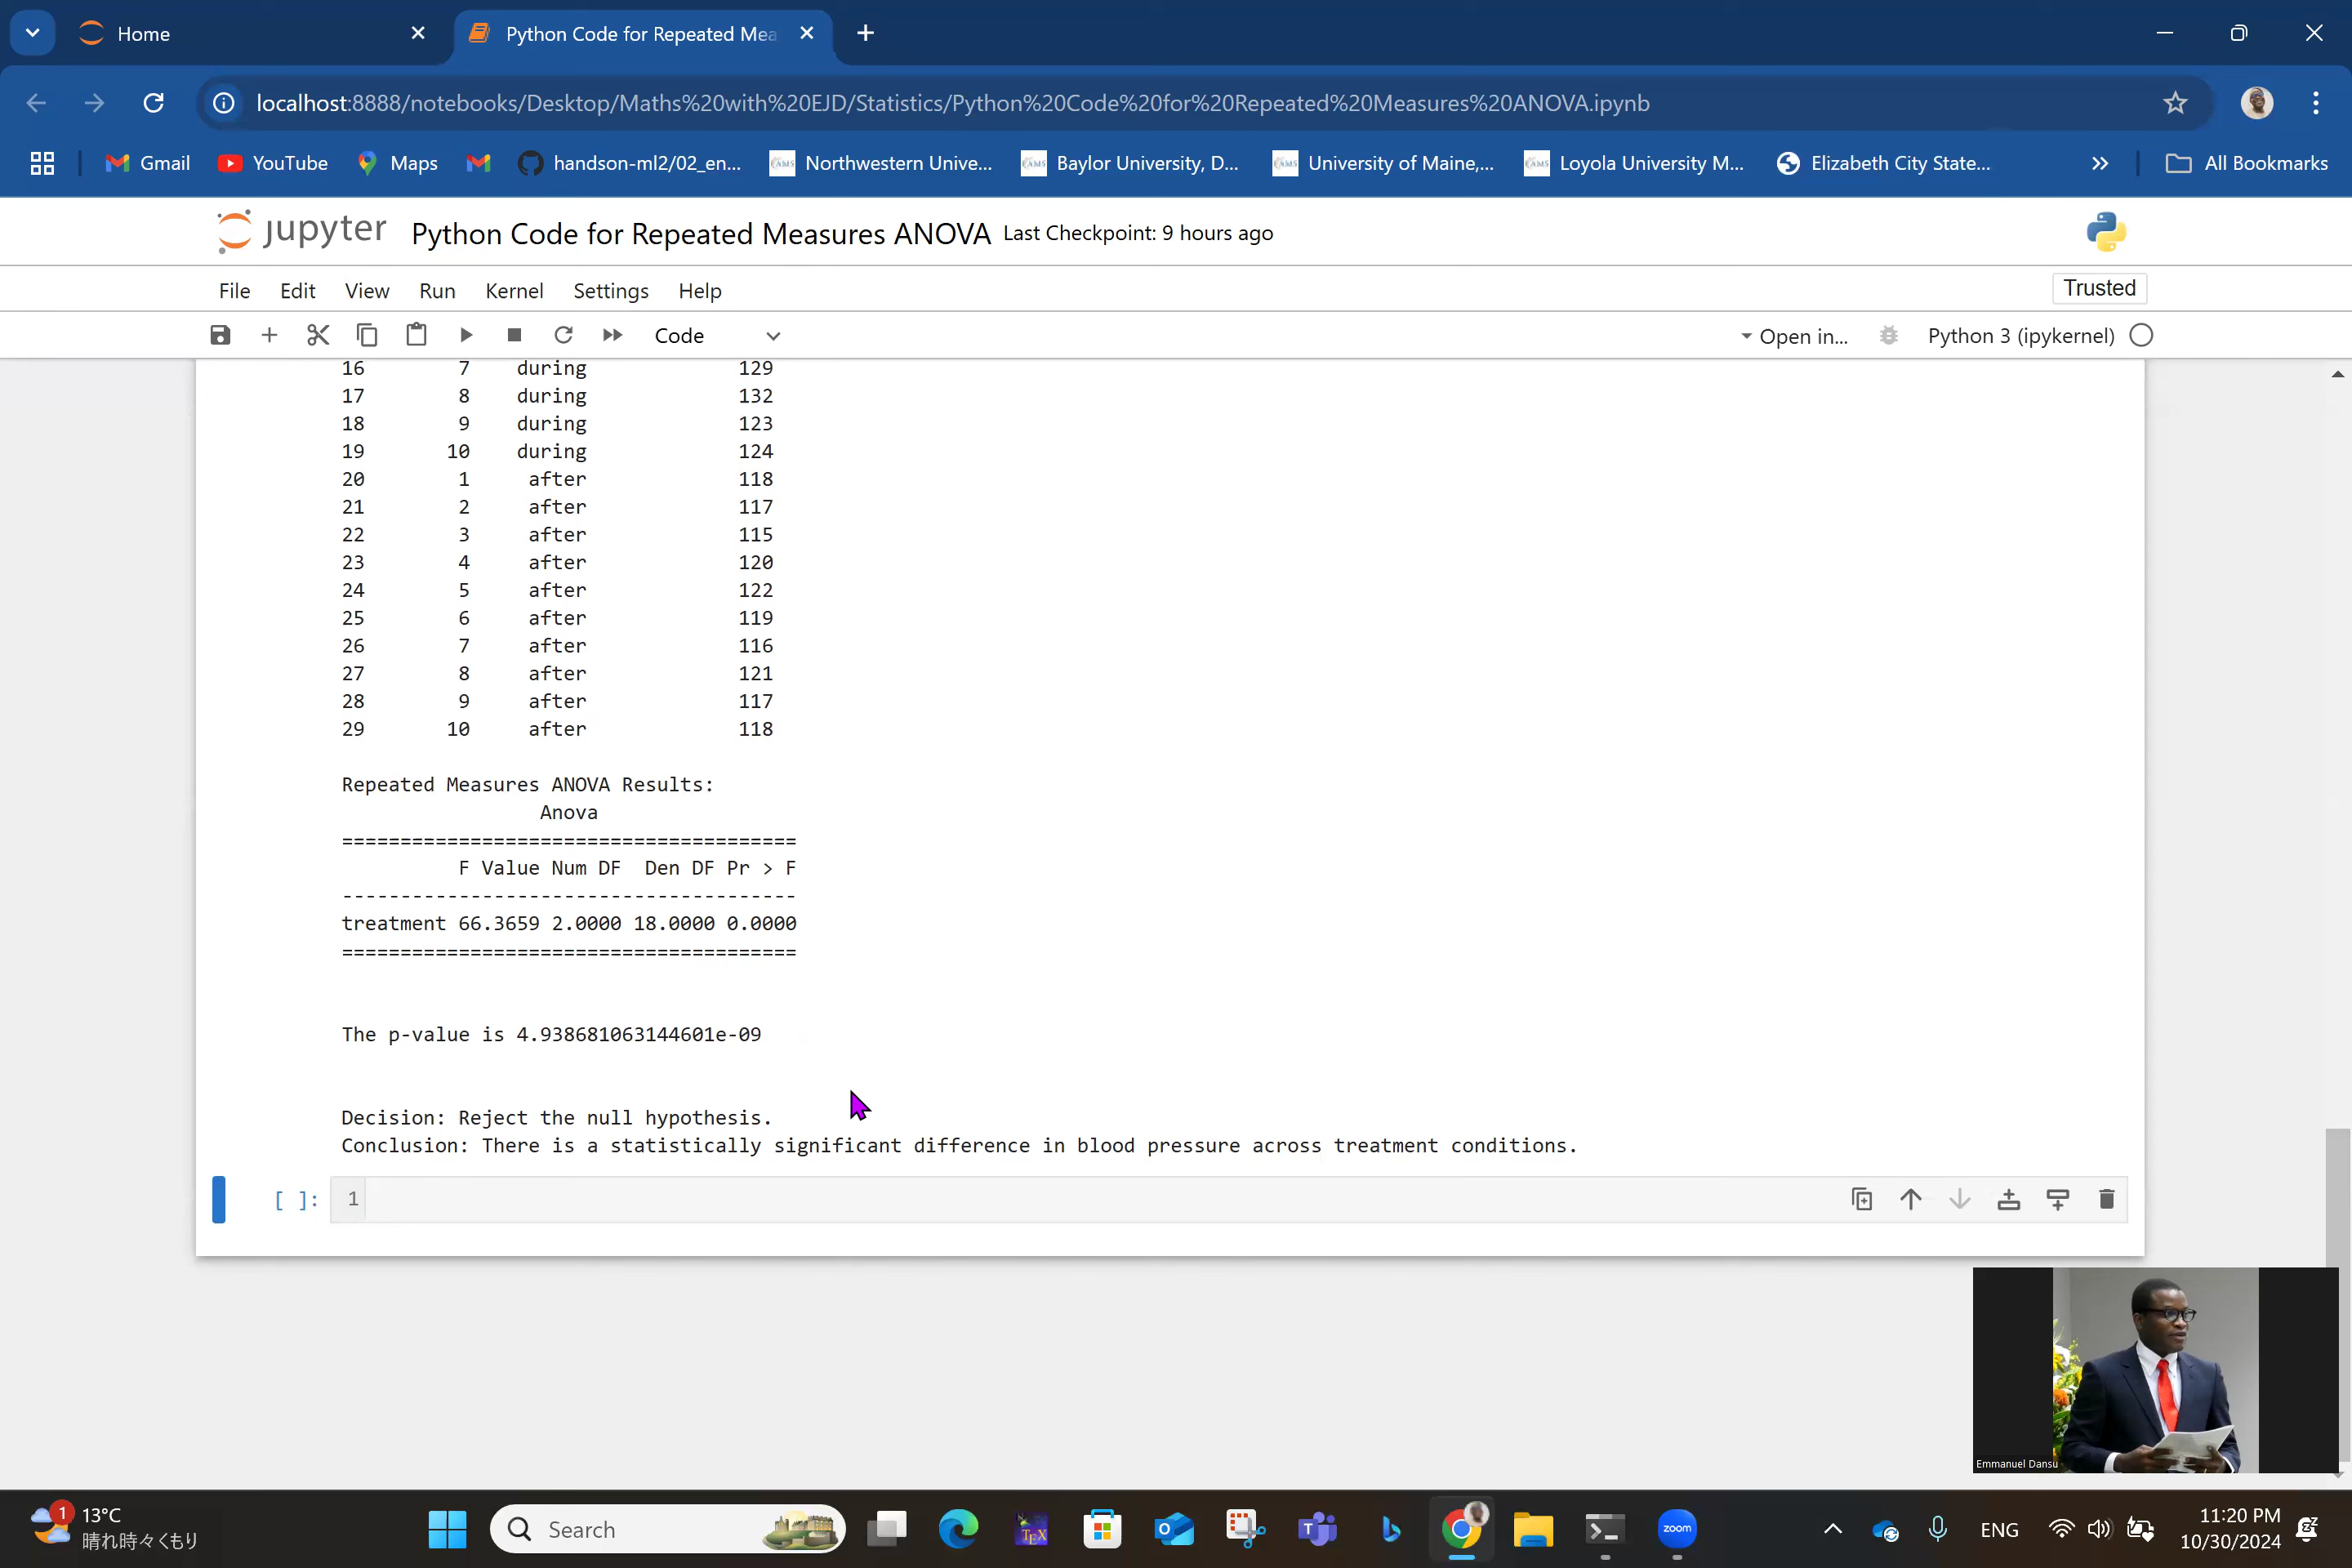 Home
Python Code for Repeated Mea
localhost:8888/notebooks/Desktop/Maths%20with%20EJD/Statistics/Python%20Code%20for%20Repeated%20Measures%20ANOVA.ipynb
Gmail YouTube Maps handson-ml2/02_en... Northwestern Unive... Baylor University, D... University of Maine,... Loyola University M... Elizabeth City State... All Bookmarks
jupyter Python Code for Repeated Measures ANOVA Last Checkpoint: 9 hours ago
File Edit View Run Kernel Settings Help Trusted
Code Open in... Python 3 (ipykernel)
16 7 during 129
17 8 during 132
18 9 during 123
19 10 during 124
20 1 after 118
21 2 after 117
22 3 after 115
23 4 after 120
24 5 after 122
25 6 after 119
26 7 after 116
27 8 after 121
28 9 after 117
29 10 after 118
Repeated Measures ANOVA Results:
Anova
=======================================
F Value Num DF Den DF Pr > F
---------------------------------------
treatment 66.3659 2.0000 18.0000 0.0000
=======================================
The p-value is 4.938681063144601e-09
Decision: Reject the null hypothesis.
Conclusion: There is a statistically significant difference in blood pressure across treatment conditions.
[ ]: 1
Emmanuel Dansu
1 13°C
晴れ時々くもり
Search
TEX
zoom
ENG
11:20 PM
10/30/2024